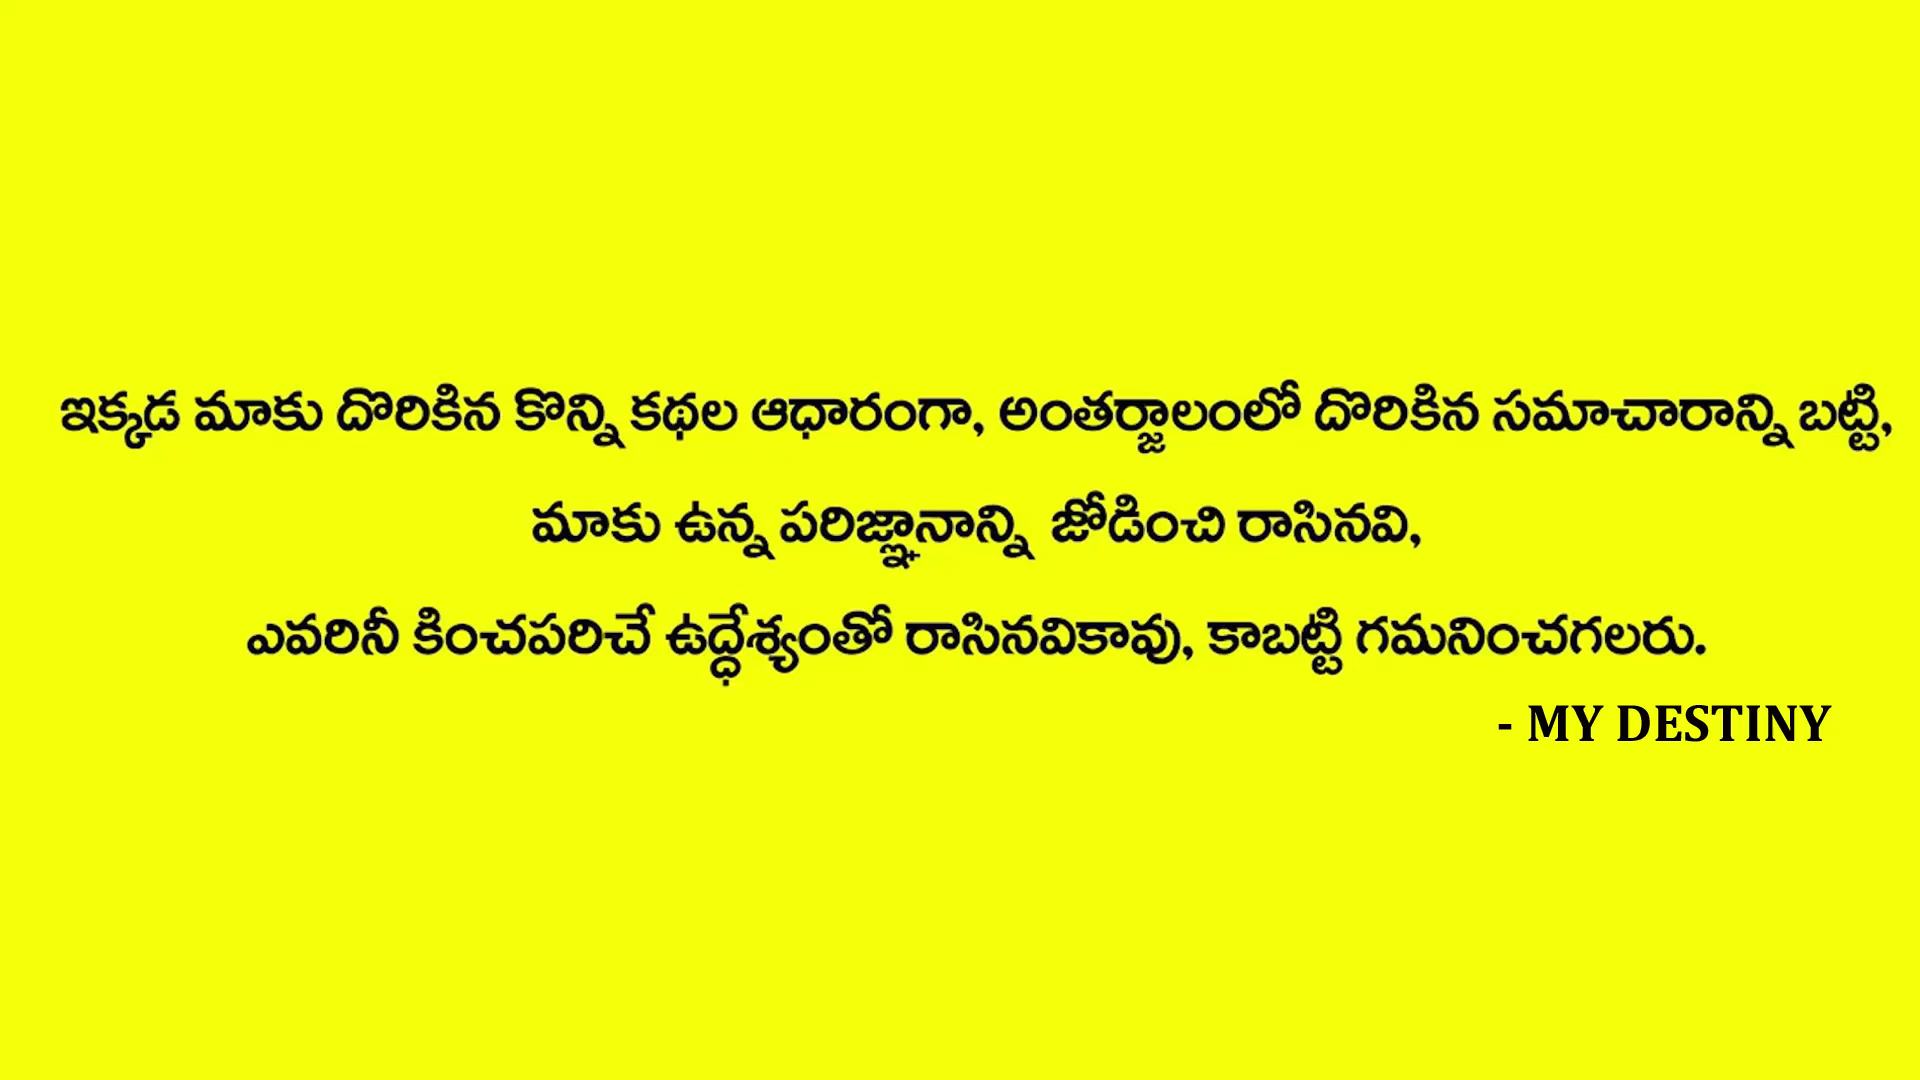 ఇక్కడ మాకు దొరికిన కొన్ని కథల ఆధారంగా, అంతర్జాలంలో దొరికిన సమాచారాన్ని బట్టి,
మాకు ఉన్న పరిజ్ఞానాన్ని జోడించి రాసినవి,
ఎవరినీ కించపరిచే ఉద్ధేశ్యంతో రాసినవికావు, కాబట్టి గమనించగలరు.
- MY DESTINY